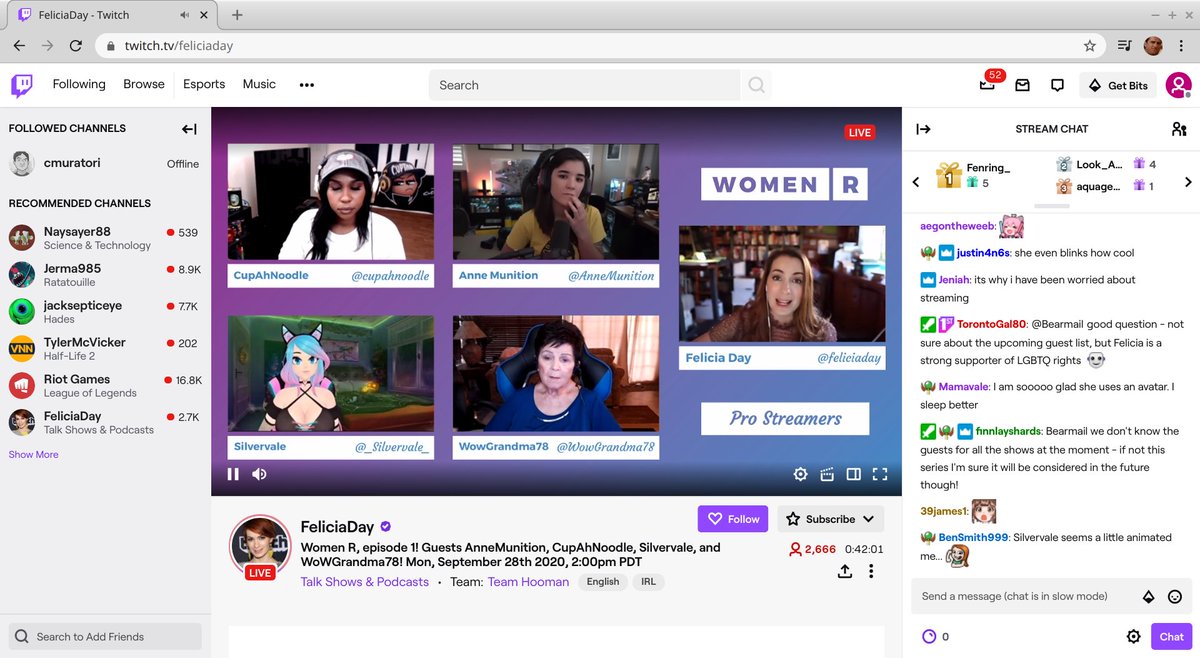 FeliciaDay - Twitch
twitch.tv/feliciaday
Following
Browse
Esports
Music
Search
52
Get Bits
FOLLOWED CHANNELS
cmuratori
Offline
RECOMMENDED CHANNELS
Naysayer88
539
Science & Technology
Jerma985
8.9K
Ratatouille
jacksepticeye
7.7K
Hades
TylerMcVicker
202
Half-Life 2
Riot Games
16.8K
League of Legends
FeliciaDay
2.7K
Talk Shows & Podcasts
Show More
Search to Add Friends
LIVE
WOMEN R
CupAhNoodle @cupahnoodle
Anne Munition @AnneMunition
Felicia Day @feliciaday
Silvervale @_Silvervale_
WowGrandma78 @WowGrandma78
Pro Streamers
FeliciaDay
Follow
Subscribe
Women R, episode 1! Guests AnneMunition, CupAhNoodle, Silvervale, and
WoWGrandma78! Mon, September 28th 2020, 2:00pm PDT
2,666
0:42:01
LIVE
Talk Shows & Podcasts
Team: Team Hooman
English
IRL
STREAM CHAT
1
Fenring_
5
2
Look_A...
4
3
aquage...
1
aegontheweeb:
justin4n6s: she even blinks how cool
Jeniah: its why i have been worried about
streaming
TorontoGal80: @Bearmail good question - not
sure about the upcoming guest list, but Felicia is a
strong supporter of LGBTQ rights
Mamavale: I am sooooo glad she uses an avatar. I
sleep better
finnlayshards: Bearmail we don't know the
guests for all the shows at the moment - if not this
series I'm sure it will be considered in the future
though!
39james1:
BenSmith999: Silvervale seems a little animated
me...
Send a message (chat is in slow mode)
0
Chat